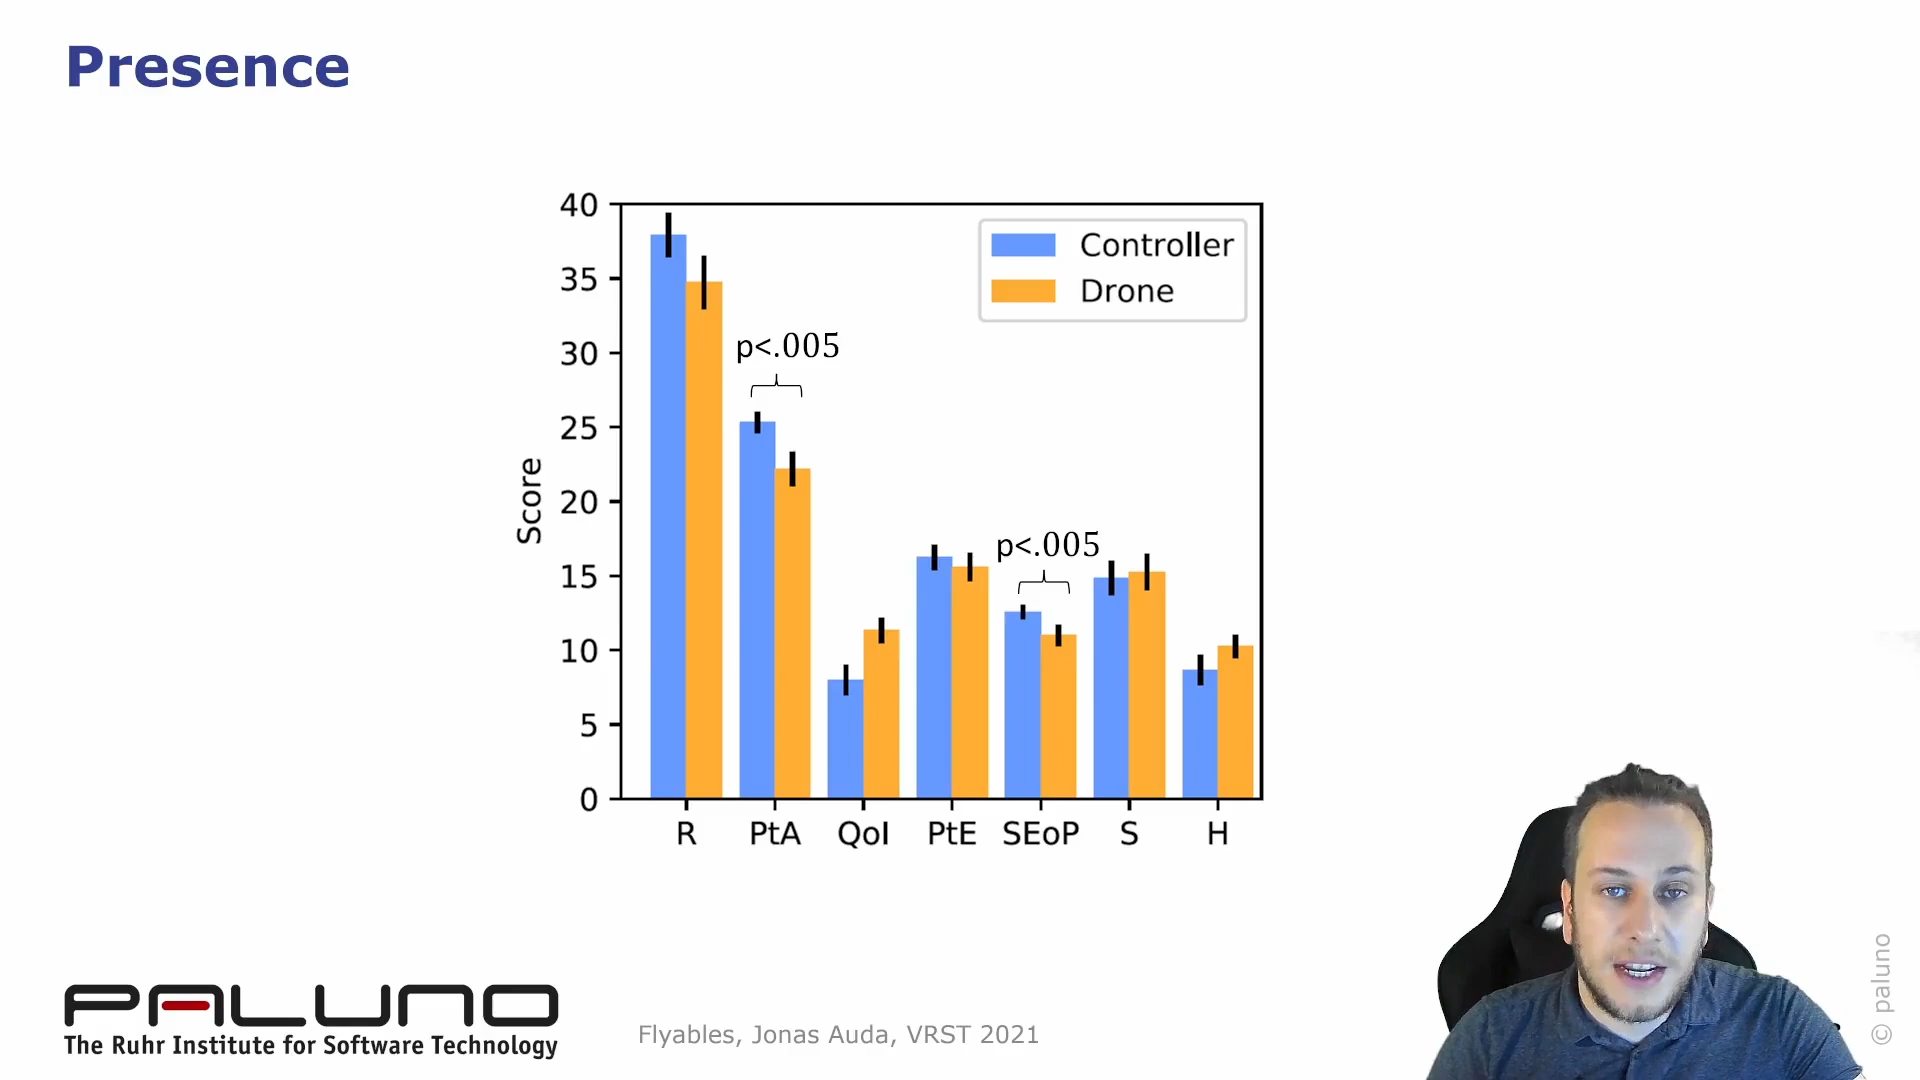 Presence
40
35
30
25
20
15
10
5
0
Score
Controller
Drone
p<.005
p<.005
R PtA QoI PtE SEoP S H
PALUNO
The Ruhr Institute for Software Technology
Flyables, Jonas Auda, VRST 2021
© paluno